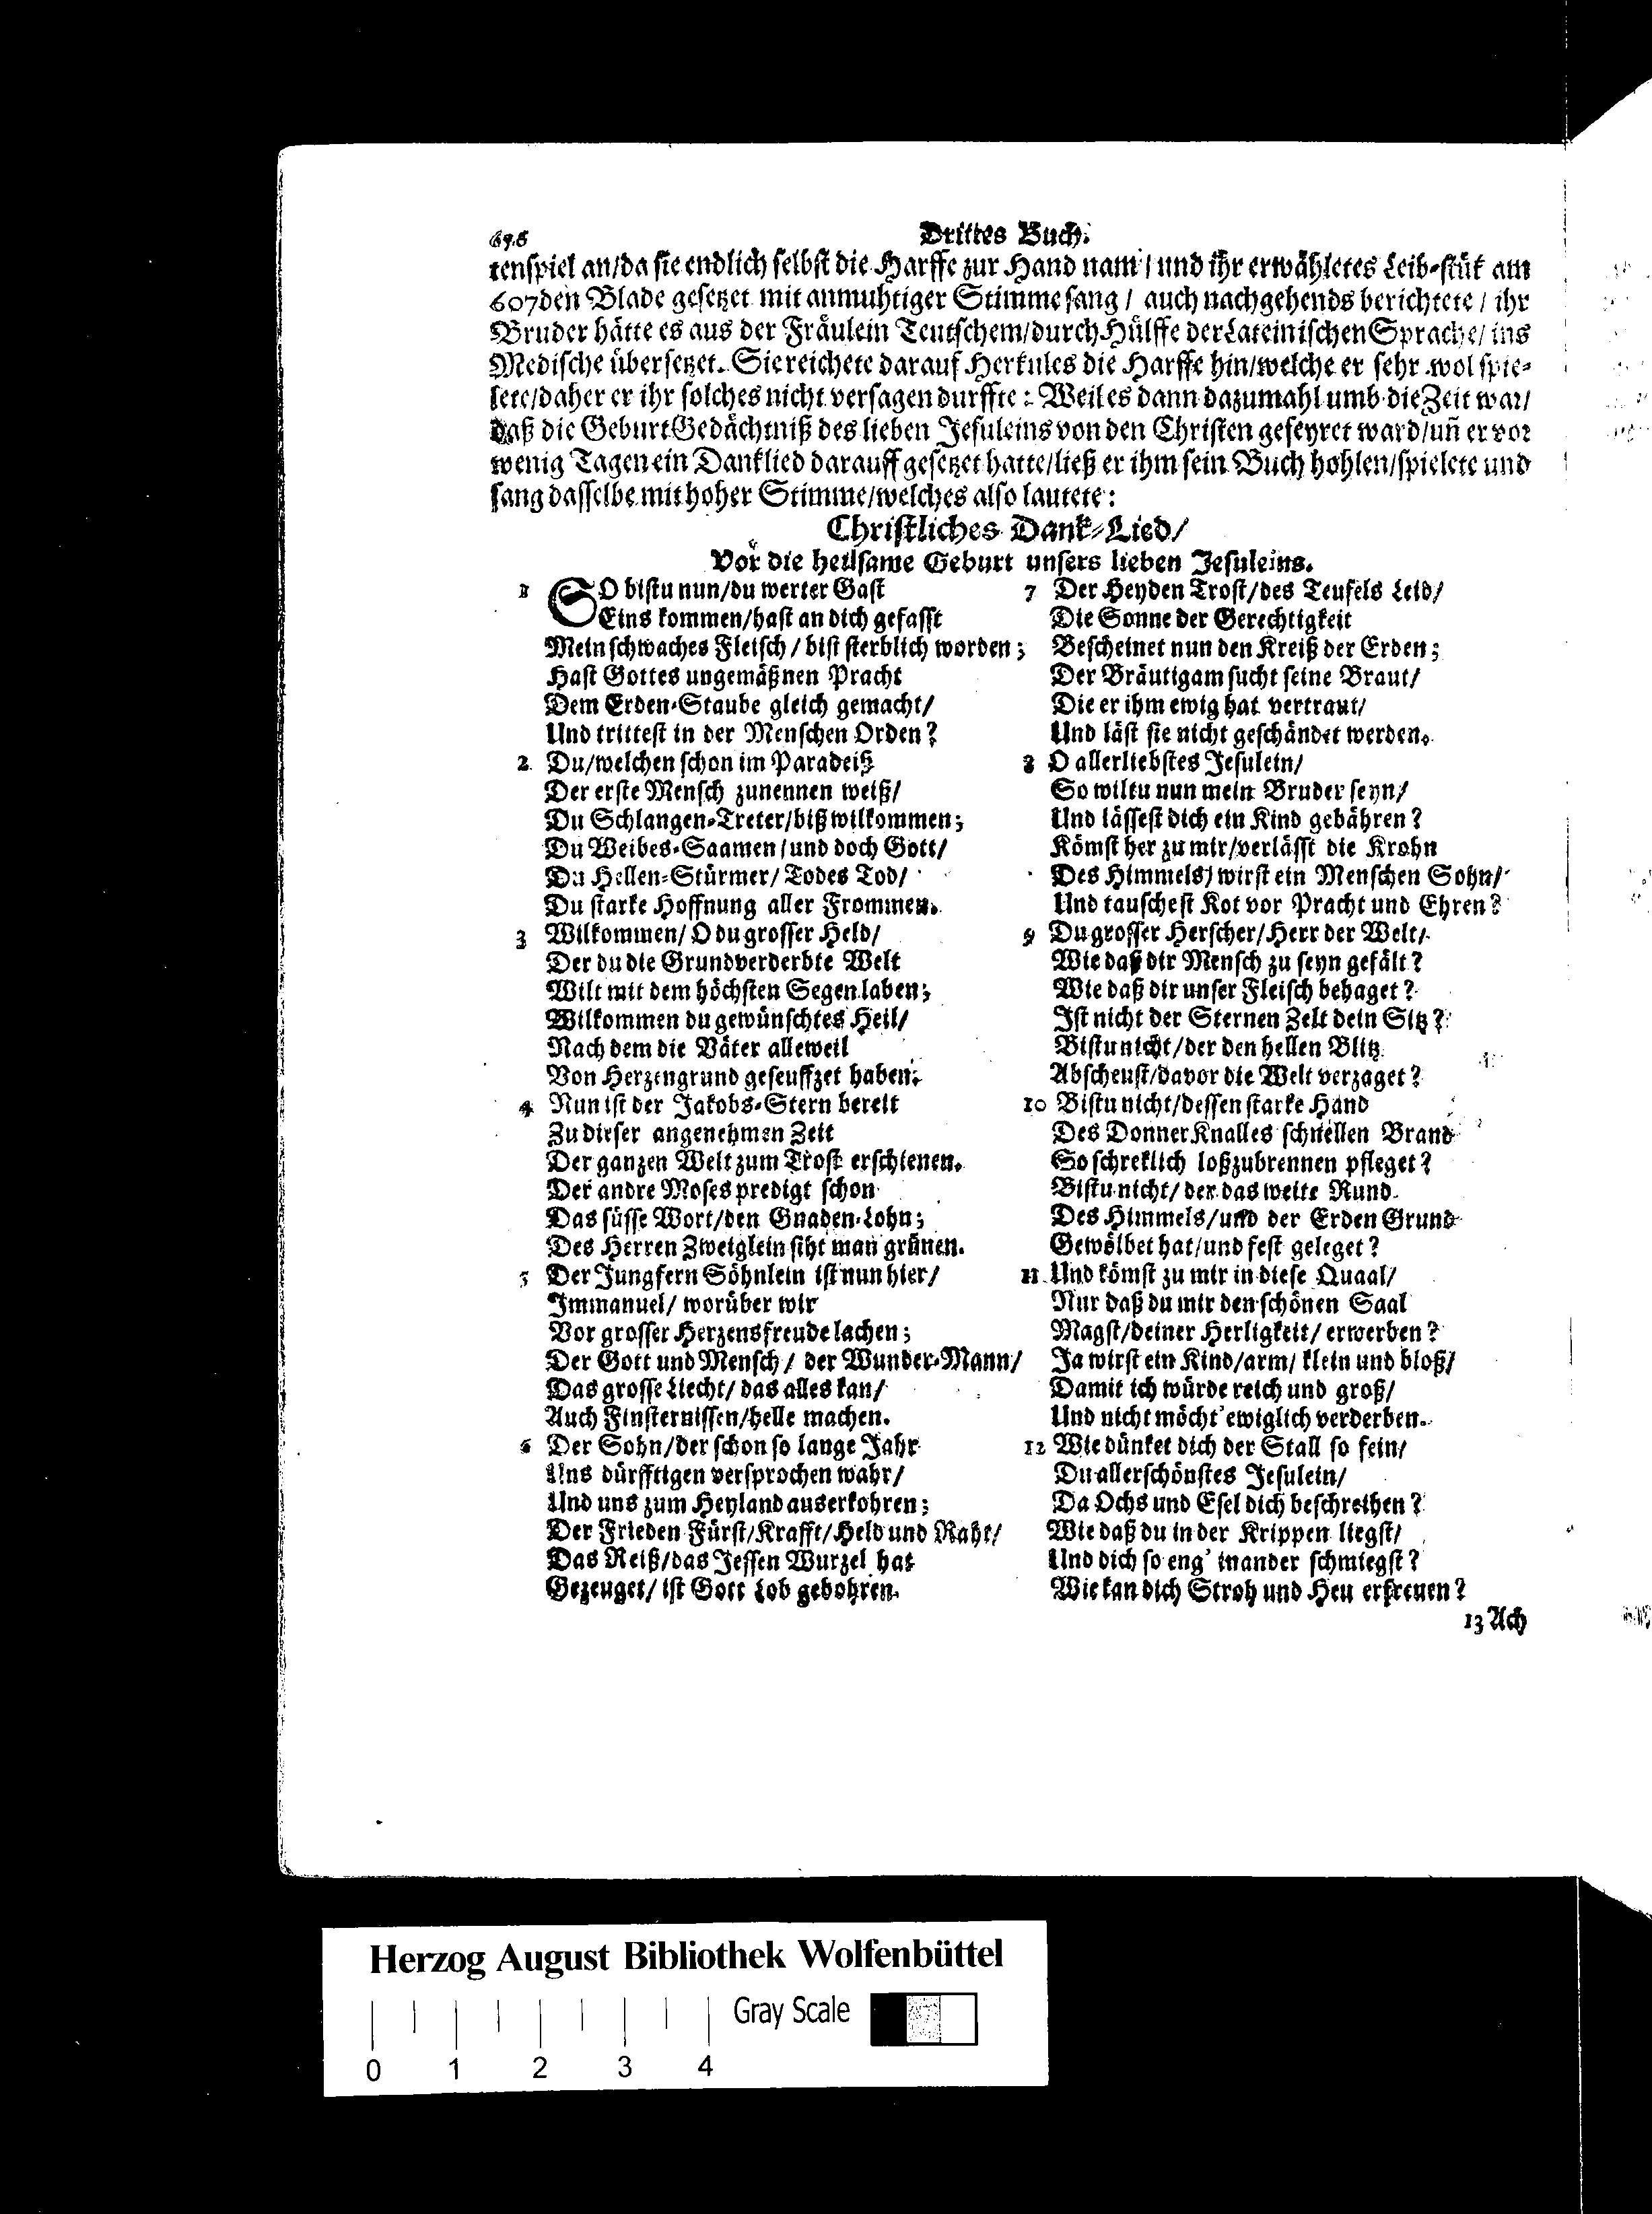 Drittes Buch.
tenspiel an/da sie endlich selbst die Harffe zur Hand nam/ und ihr erwähletes Leib-stük am
607den Blade gesetzet mit anmuhtiger Stimme sang/ auch nachgehends berichtete/ ihr
Bruder hätte es aus der Fräulein Teutschem/durch Hülffe der Lateinischen Sprache/ ins
Medische übersetzet. Sie reichete darauf Herkules die Harffe hin/welche er sehr wol spie-
lete/daher er ihr solches nicht versagen durffte: Weil es dann dazumahl umb die Zeit war/
daß die Geburt Gedächtniß des lieben Jesuleins von den Christen gefeyret ward/uñ er vor
wenig Tagen ein Danklied darauff gesetzet hatte/ließ er ihm sein Buch hohlen/spielete und
sang dasselbe mit hoher Stimme/welches also lautete:
Christliches Dank-Lied/
Vor die heilsame Geburt unsers lieben Jesuleins.
1 SO bistu nun/du werter Gast
Eins kommen/hast an dich gefasst
Mein schwaches Fleisch/ bist sterblich worden;
Hast Gottes ungemäßnen Pracht
Dem Erden-Staube gleich gemacht/
Und trittest in der Menschen Orden?
2 Du/welchen schon im Paradeiß
Der erste Mensch zunennen weiß/
Du Schlangen-Treter/biß wilkommen;
Du Weibes-Saamen/und doch Gott/
Du Hellen-Stürmer/ Todes Tod/
Du starke Hoffnung aller Frommen.
3 Wilkommen/ O du grosser Held/
Der du die Grundverderbte Welt
Wilt mit dem höchsten Segen laben;
Wilkommen du gewünschtes Heil/
Nach dem die Väter alleweil
Von Herzengrund geseuffzet haben.
4 Nun ist der Jakobs-Stern bereit
Zu dieser angenehmen Zeit
Der ganzen Welt zum Trost erschienen.
Der andre Moses predigt schon
Das süsse Wort/den Gnaden-Lohn;
Des Herren Zweiglein siht man grünen.
5 Der Jungfern Söhnlein ist nun hier/
Immanuel/ worüber wir
Vor grosser Herzensfreude lachen;
Der Gott und Mensch/ der Wunder-Mann/
Das grosse Liecht/ das alles kan/
Auch Finsternissen/helle machen.
6 Der Sohn/der schon so lange Jahr
Uns dürfftigen versprochen wahr/
Und uns zum Heyland auserkohren;
Der Frieden Fürst/Krafft/Held und Raht/
Das Reiß/das Jessen Wurzel hat
Gezeuget/ ist Gott Lob gebohren.
7 Der Heyden Trost/des Teufels Leid/
Die Sonne der Gerechtigkeit
Bescheinet nun den Kreiß der Erden;
Der Bräutigam sucht seine Braut/
Die er ihm ewig hat vertraut/
Und läst sie nicht geschändet werden.
8 O allerliebstes Jesulein/
So wiltu nun mein Bruder seyn/
Und lässest dich ein Kind gebähren?
Kömst her zu mir/verlässt die Krohn
Des Himmels/ wirst ein Menschen Sohn/
Und tauschest Kot vor Pracht und Ehren?
9 Du grosser Herscher/Herr der Welt/
Wie daß dir Mensch zu seyn gefält?
Wie daß dir unser Fleisch behaget?
Ist nicht der Sternen Zelt dein Sitz?
Bistu nicht/der den hellen Blitz
Abscheust/davor die Welt verzaget?
10 Bistu nicht/dessen starke Hand
Des Donner Knalles schnellen Brand
So schreklich loßzubrennen pfleget?
Bistu nicht/ der das weite Rund
Des Himmels/und der Erden Grund
Gewölbet hat/und fest geleget?
11 Und kömst zu mir in diese Quaal/
Nur daß du mir den schönen Saal
Magst/deiner Herligkeit/ erwerben?
Ja wirst ein Kind/arm/ klein und bloß/
Damit ich würde reich und groß/
Und nicht möcht' ewiglich verderben.
12 Wie dünket dich der Stall so fein/
Du allerschönstes Jesulein/
Da Ochs und Esel dich beschreihen?
Wie daß du in der Krippen liegst/
Und dich so eng' inander schmiegst?
Wie kan dich Stroh und Heu erfreuen?
13 Ach
Herzog August Bibliothek Wolfenbüttel
Gray Scale
0 1 2 3 4